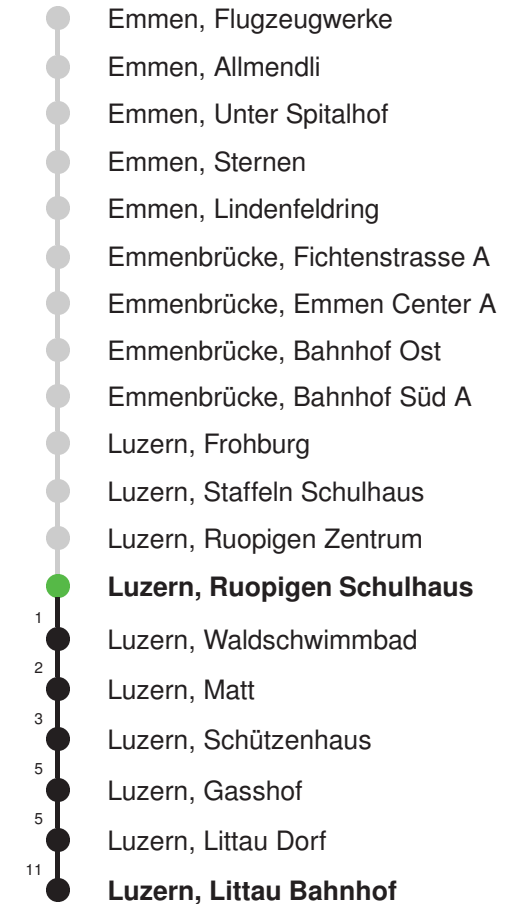 Emmen, Flugzeugwerke
Emmen, Allmendli
Emmen, Unter Spitalhof
Emmen, Sternen
Emmen, Lindenfeldring
Emmenbrücke, Fichtenstrasse A
Emmenbrücke, Emmen Center A
Emmenbrücke, Bahnhof Ost
Emmenbrücke, Bahnhof Süd A
Luzern, Frohburg
Luzern, Staffeln Schulhaus
Luzern, Ruopigen Zentrum
Luzern, Ruopigen Schulhaus
1 Luzern, Waldschwimmbad
2 Luzern, Matt
3 Luzern, Schützenhaus
5 Luzern, Gasshof
5 Luzern, Littau Dorf
11 Luzern, Littau Bahnhof